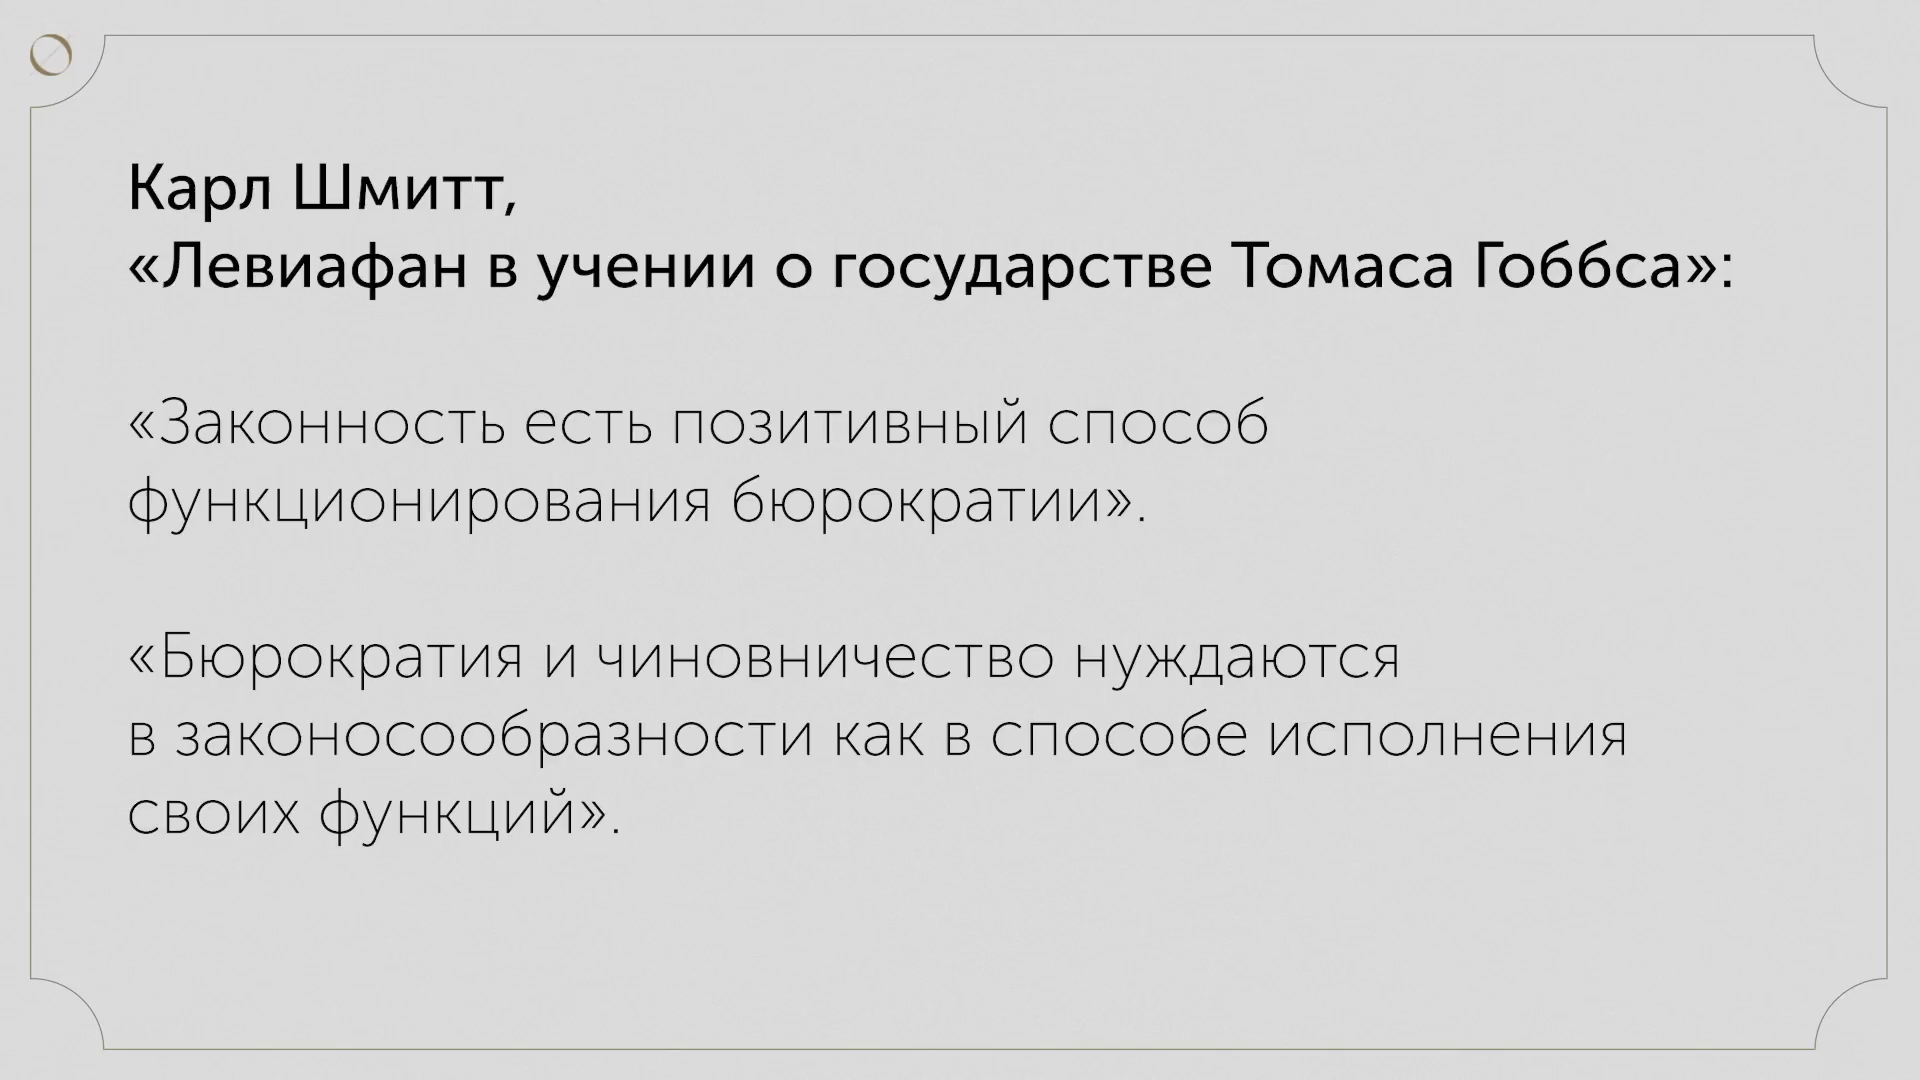 Карл Шмитт,
«Левиафан в учении о государстве Томаса Гоббса»:
«Законность есть позитивный способ
функционирования бюрократии».
«Бюрократия и чиновничество нуждаются
в законосообразности как в способе исполнения
своих функций».